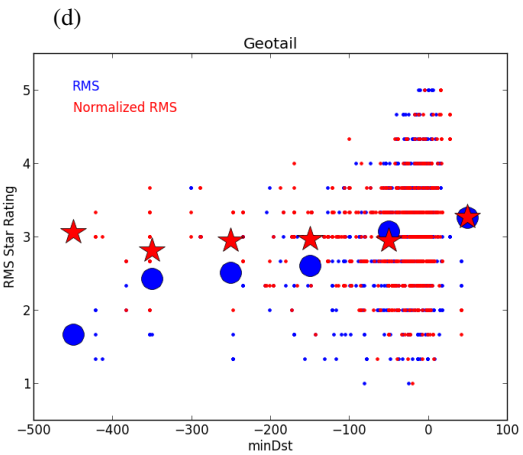 (d)
Geotail
RMS
Normalized RMS
RMS Star Rating
5
4
3
2
1
−500
−400
−300
−200
−100
0
100
minDst